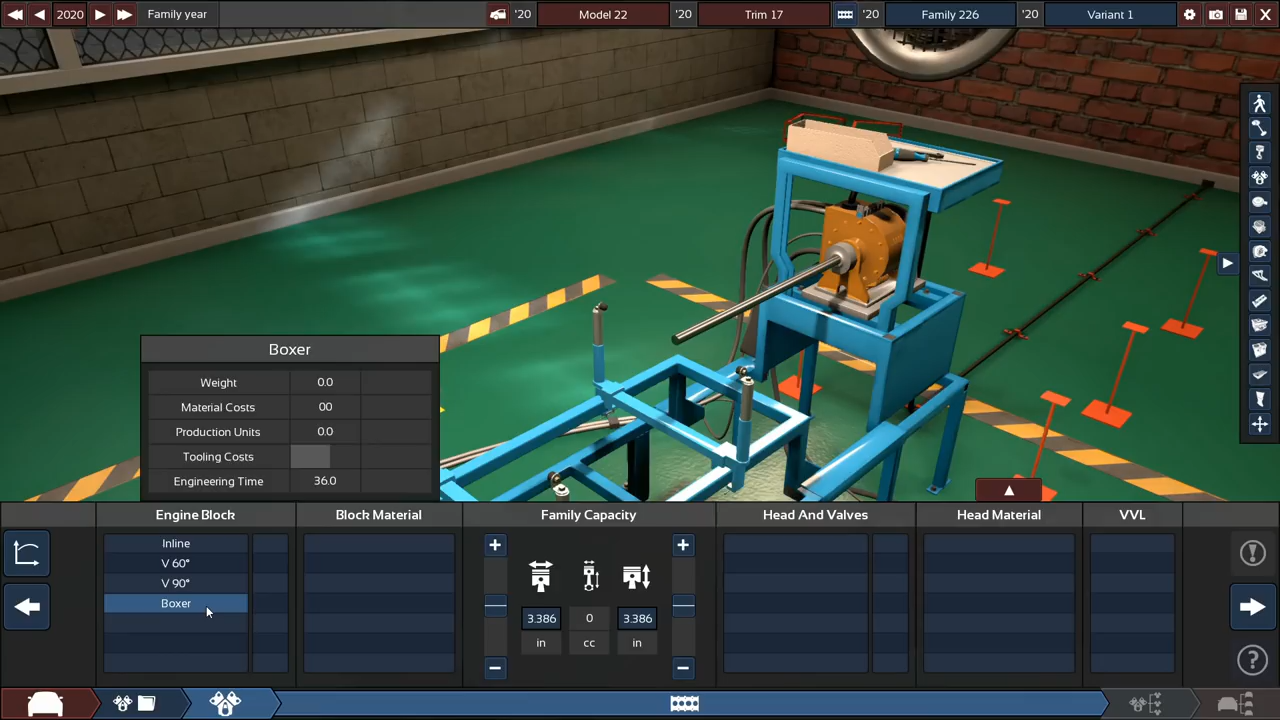 2020 Family year '20 Model 22 '20 Trim 17 '20 Family 226 '20 Variant 1
Boxer
Weight 0.0
Material Costs 00
Production Units 0.0
Tooling Costs
Engineering Time 36.0
Engine Block Block Material Family Capacity Head And Valves Head Material VVL
Inline
V 60°
V 90°
Boxer
3.386 0 3.386
in cc in